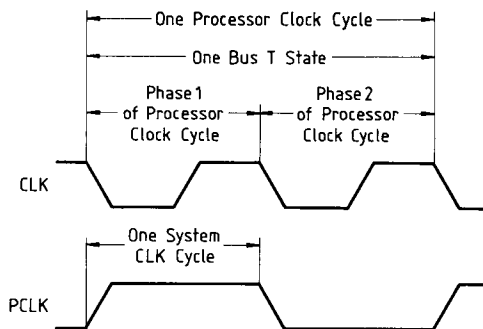 One Processor Clock Cycle
One Bus T State
Phase 1
of Processor
Clock Cycle
Phase 2
of Processor
Clock Cycle
CLK
One System
CLK Cycle
PCLK